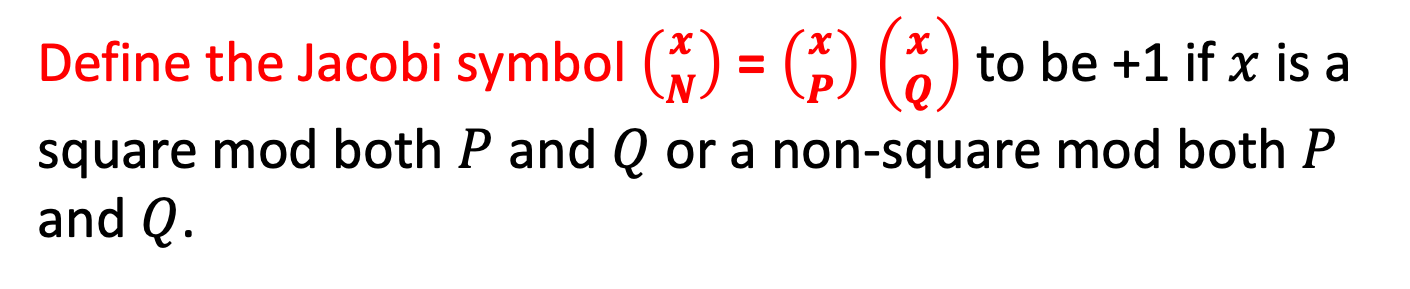 Define the Jacobi symbol (x/N) = (x/P) (x/Q) to be +1 if x is a
square mod both P and Q or a non-square mod both P
and Q.